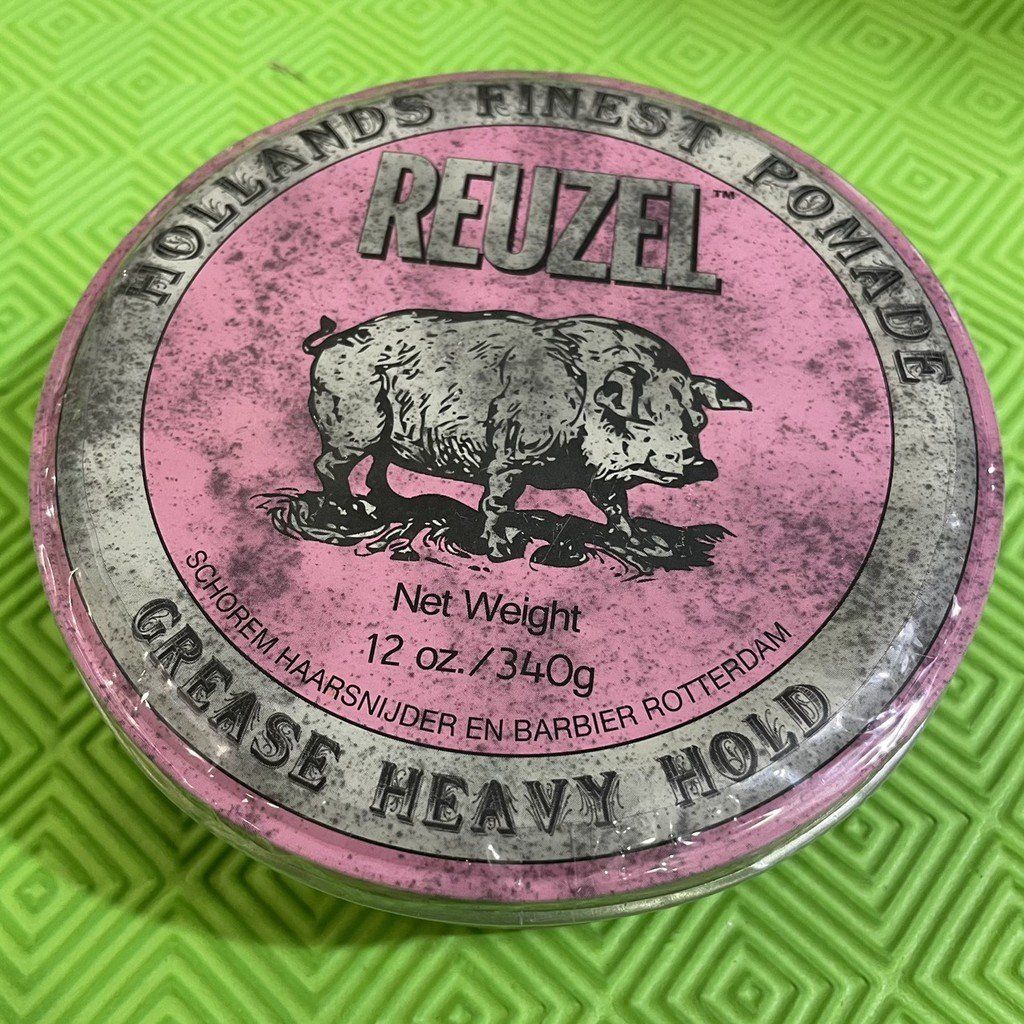 HOLLANDS FINEST POMADE
REUZEL™
Net Weight
12 oz./340g
SCHOREM HAARSNIJDER EN BARBIER ROTTERDAM
GREASE HEAVY HOLD